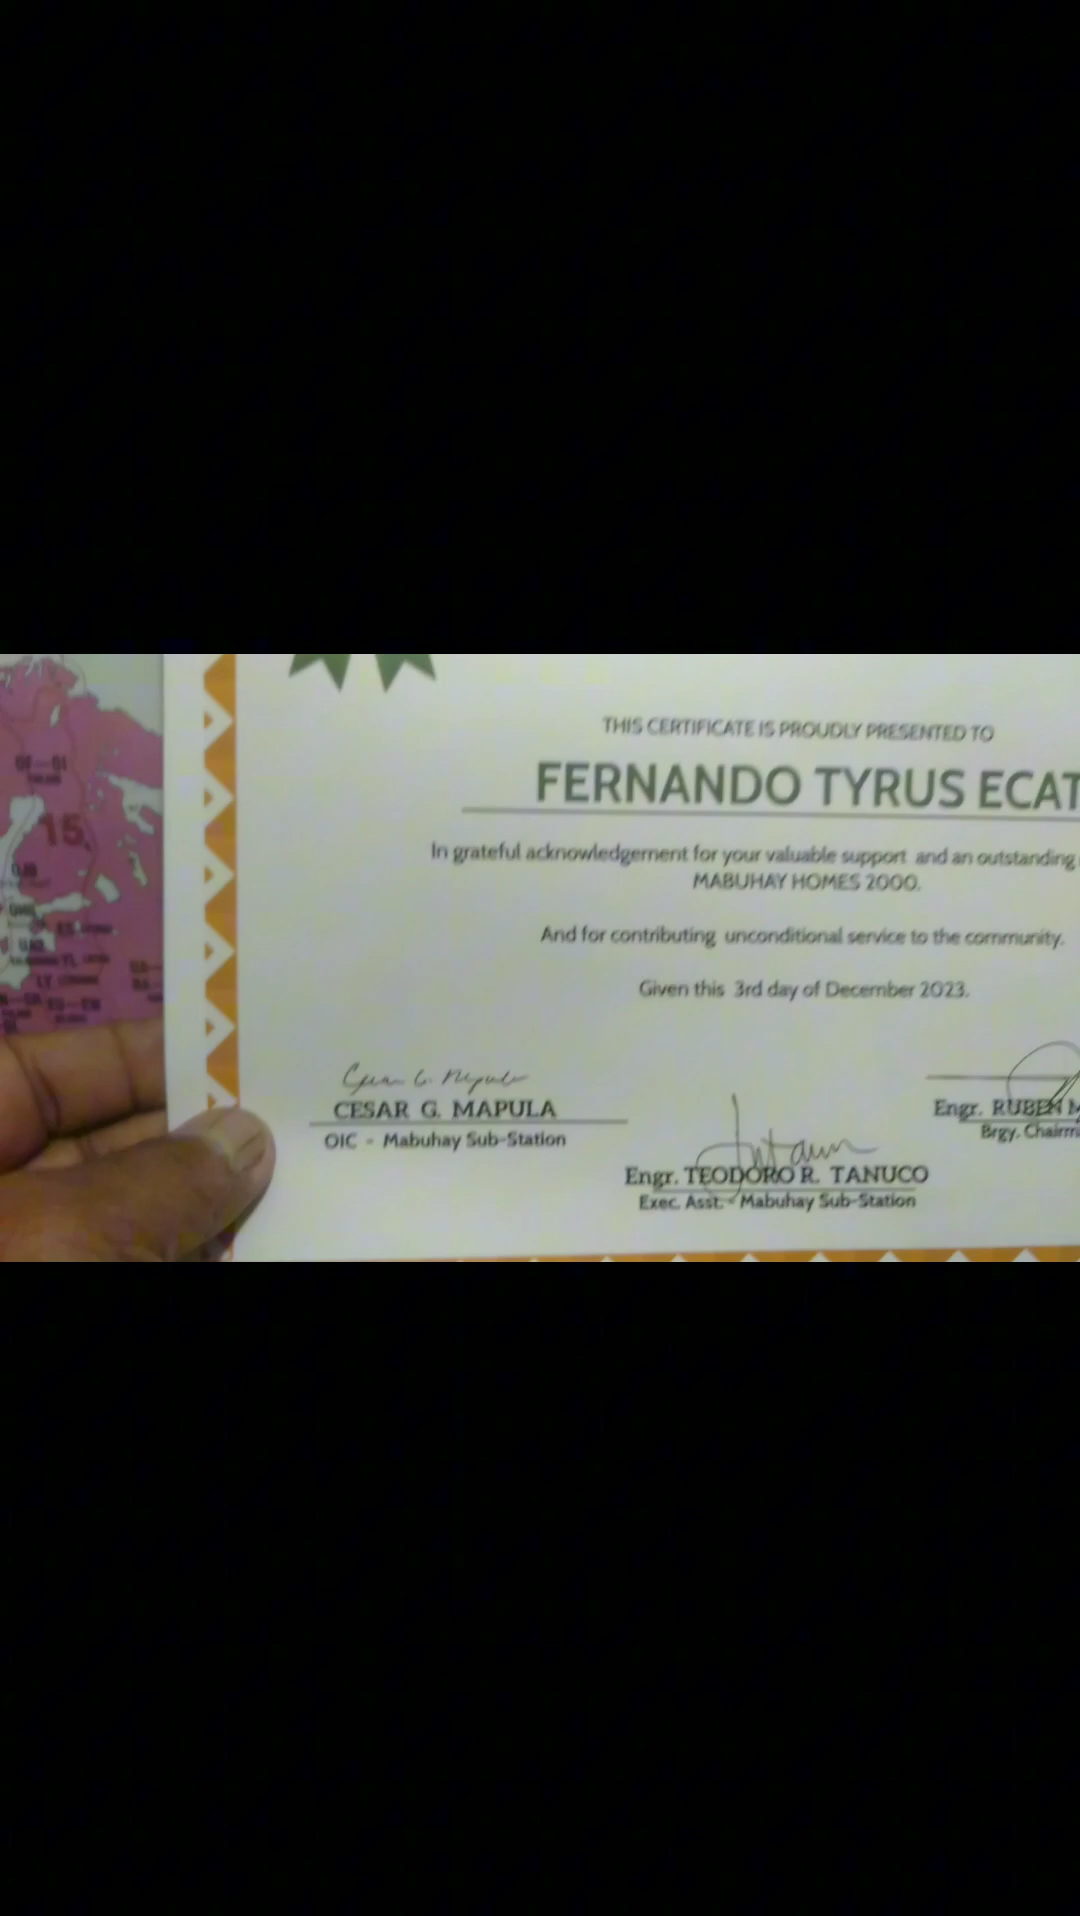 THIS CERTIFICATE IS PROUDLY PRESENTED TO
FERNANDO TYRUS ECAT
In grateful acknowledgement for your valuable support and an outstanding
MABUHAY HOMES 2000.
And for contributing unconditional service to the community.
Given this 3rd day of December 2023.
CESAR G. MAPULA
OIC - Mabuhay Sub-Station
Engr. TEODORO R. TANUCO
Exec. Asst. - Mabuhay Sub-Station
Engr. RUBEN M
Brgy. Chairm
15